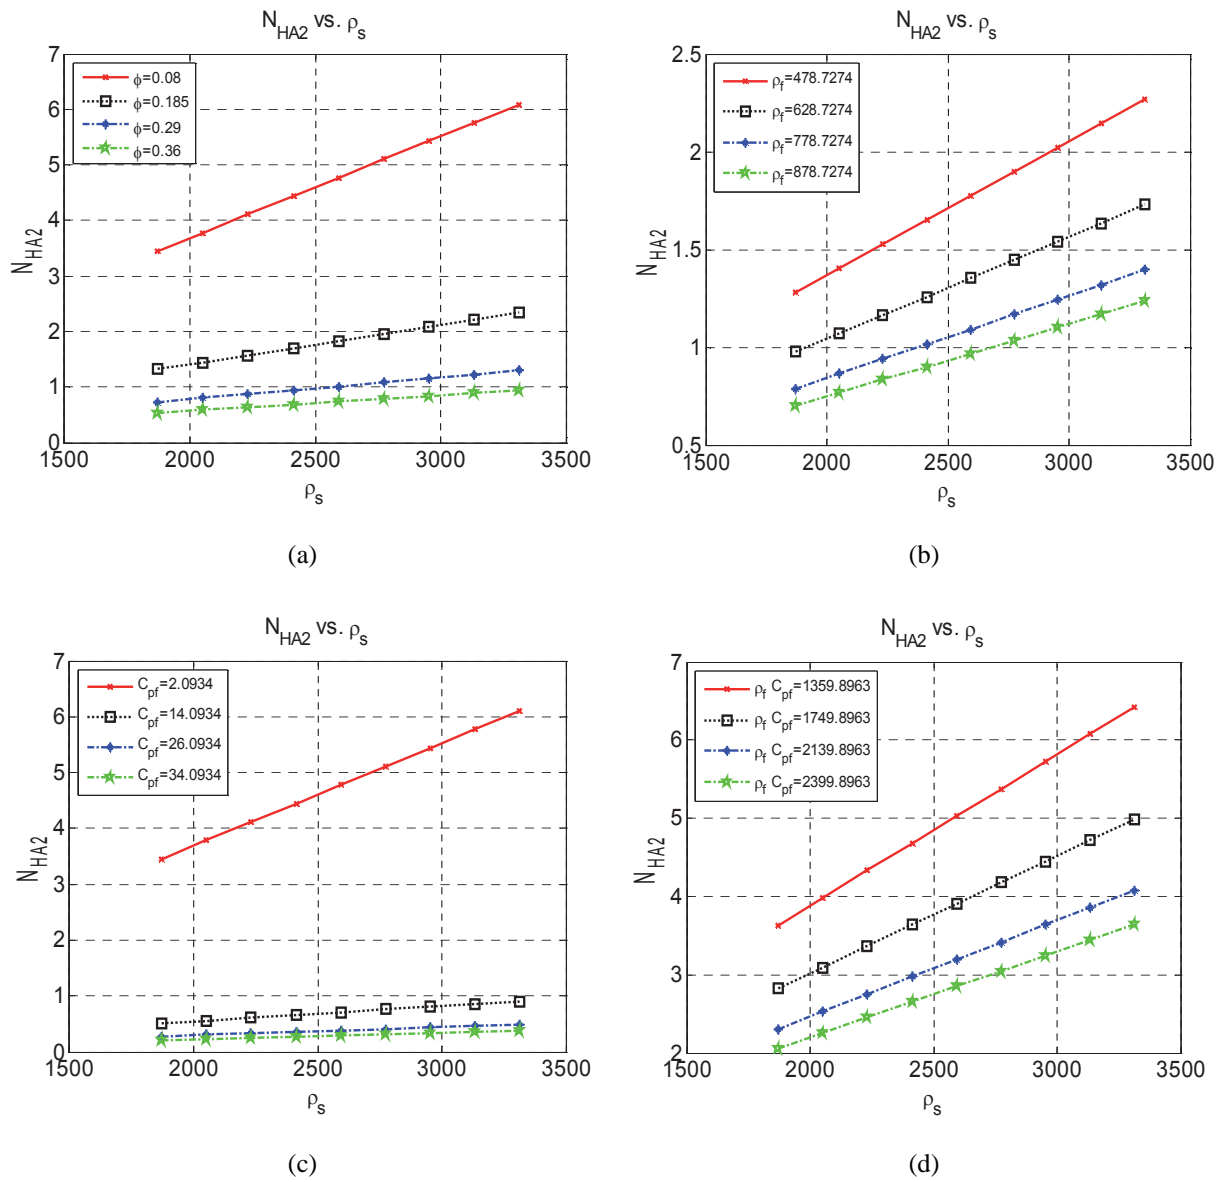 N_HA2 vs. ρ_s
7
6
5
4
3
2
1
0
1500 2000 2500 3000 3500
N_HA2
ρ_s
ϕ=0.08
ϕ=0.185
ϕ=0.29
ϕ=0.36
(a)
N_HA2 vs. ρ_s
2.5
2
1.5
1
0.5
1500 2000 2500 3000 3500
N_HA2
ρ_s
ρ_f=478.7274
ρ_f=628.7274
ρ_f=778.7274
ρ_f=878.7274
(b)
N_HA2 vs. ρ_s
7
6
5
4
3
2
1
0
1500 2000 2500 3000 3500
N_HA2
ρ_s
C_pf=2.0934
C_pf=14.0934
C_pf=26.0934
C_pf=34.0934
(c)
N_HA2 vs. ρ_s
7
6
5
4
3
2
1500 2000 2500 3000 3500
N_HA2
ρ_s
ρ_f C_pf=1359.8963
ρ_f C_pf=1749.8963
ρ_f C_pf=2139.8963
ρ_f C_pf=2399.8963
(d)